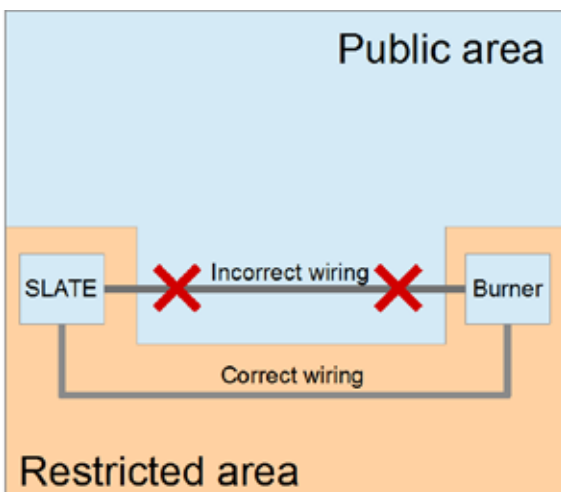 Public area
Incorrect wiring
SLATE
Burner
Correct wiring
Restricted area